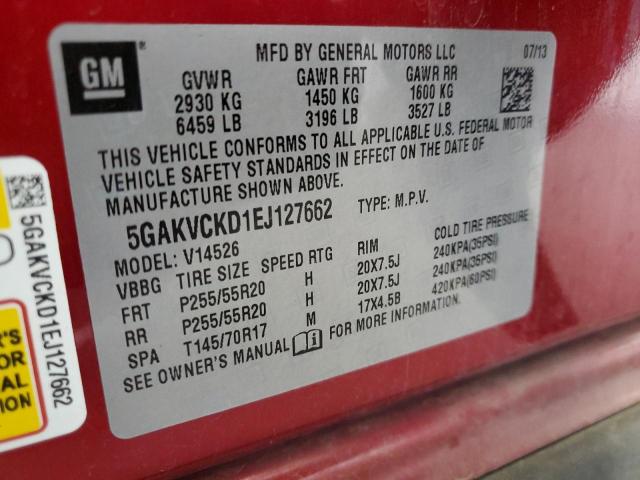 GM
MFD BY GENERAL MOTORS LLC 07/13
GVWR GAWR FRT GAWR RR
2930 KG 1450 KG 1600 KG
6459 LB 3196 LB 3527 LB
THIS VEHICLE CONFORMS TO ALL APPLICABLE U.S. FEDERAL MOTOR
VEHICLE SAFETY STANDARDS IN EFFECT ON THE DATE OF
MANUFACTURE SHOWN ABOVE.
5GAKVCKD1EJ127662 TYPE: M.P.V.
MODEL: V14526
VBBG TIRE SIZE SPEED RTG RIM COLD TIRE PRESSURE
FRT P255/55R20 H 20X7.5J 240KPA(35PSI)
RR P255/55R20 H 20X7.5J 240KPA(35PSI)
SPA T145/70R17 M 17X4.5B 420KPA(60PSI)
SEE OWNER'S MANUAL FOR MORE INFORMATION.
5GAKVCKD1EJ127662